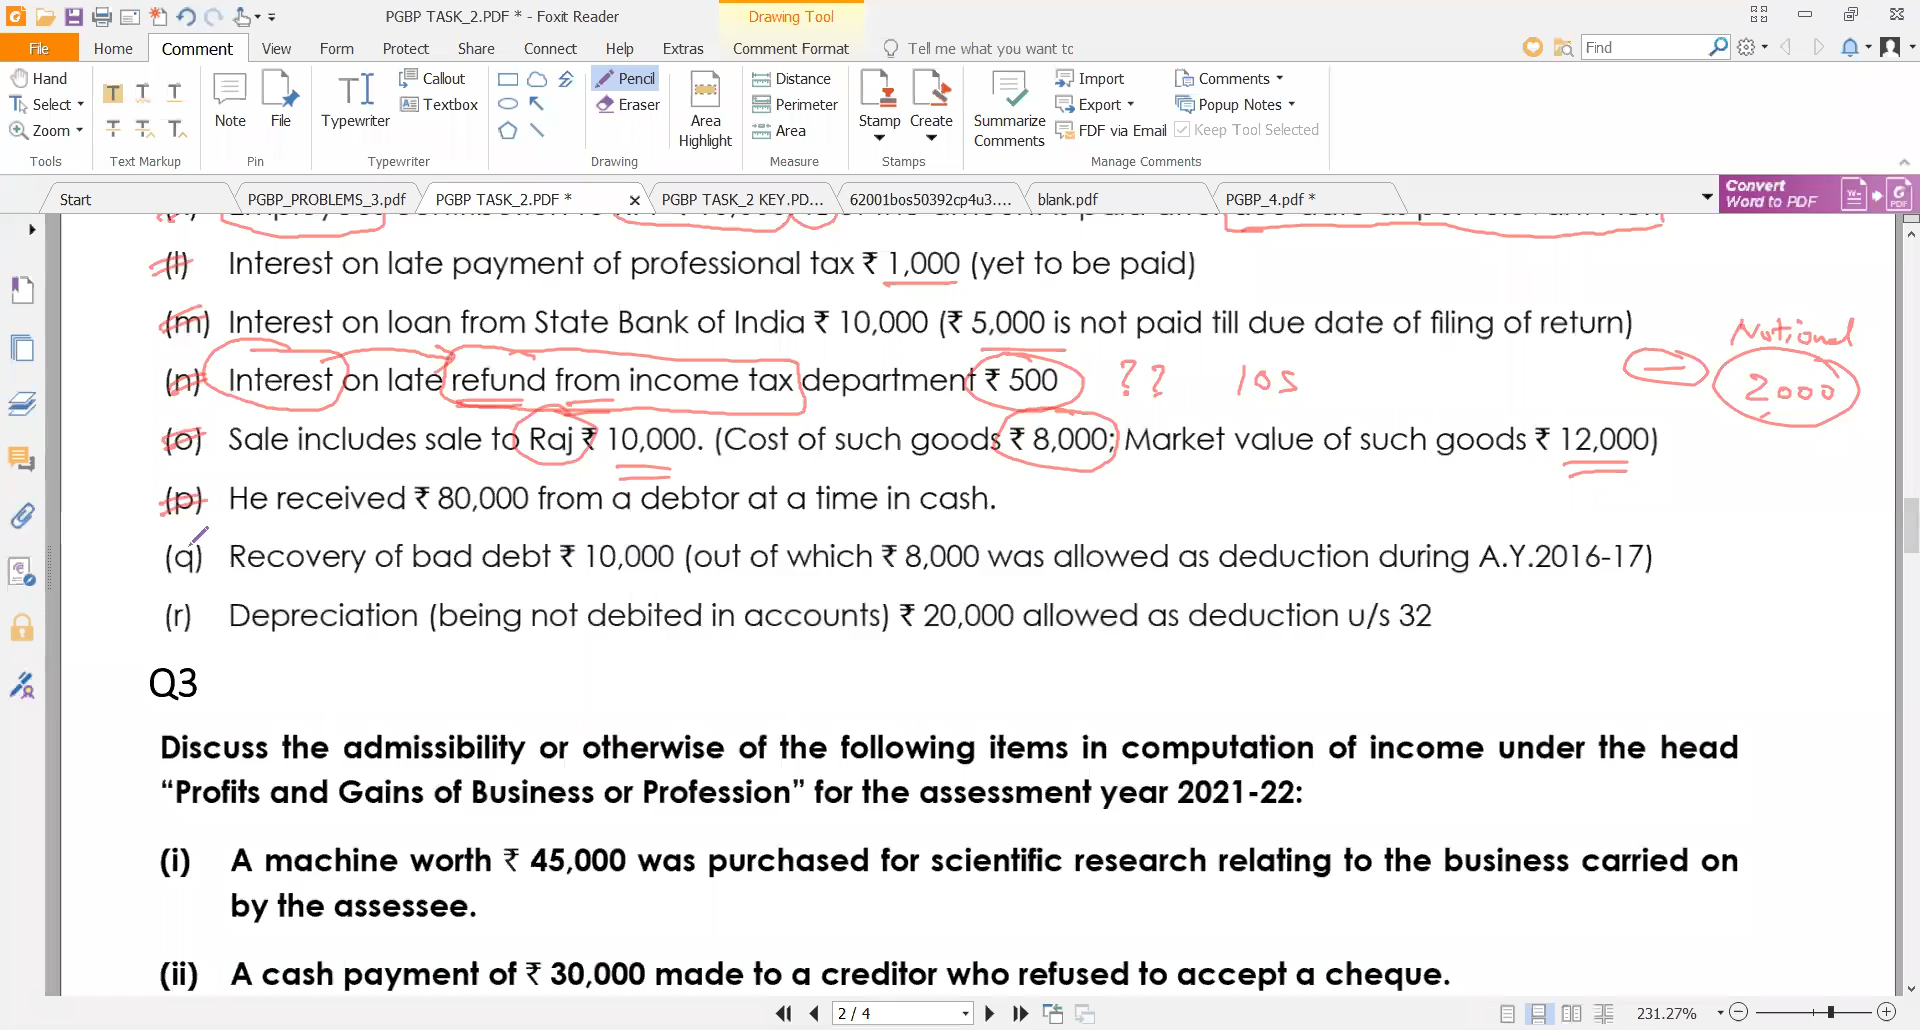 PGBP TASK_2.PDF * - Foxit Reader
Drawing Tool
File Home Comment View Form Protect Share Connect Help Extras Comment Format Tell me what you want to Find
Hand
Select
Zoom
Tools
Text Markup
Note
File
Pin
Typewriter
Callout
Textbox
Typewriter
Pencil
Eraser
Drawing
Area
Highlight
Distance
Perimeter
Area
Measure
Stamp
Create
Stamps
Summarize
Comments
Import
Export
FDF via Email
Comments
Popup Notes
Keep Tool Selected
Manage Comments
Start
PGBP_PROBLEMS_3.pdf
PGBP TASK_2.PDF *
PGBP TASK_2 KEY.PD...
62001bos50392cp4u3....
blank.pdf
PGBP_4.pdf *
Convert
Word to PDF
(l) Interest on late payment of professional tax ₹ 1,000 (yet to be paid)
(m) Interest on loan from State Bank of India ₹ 10,000 (₹ 5,000 is not paid till due date of filing of return)
Notional
(n) Interest on late refund from income tax department ₹ 500 ?? IOS
2000
(o) Sale includes sale to Raj ₹ 10,000. (Cost of such goods ₹ 8,000; Market value of such goods ₹ 12,000)
(p) He received ₹ 80,000 from a debtor at a time in cash.
(q) Recovery of bad debt ₹ 10,000 (out of which ₹ 8,000 was allowed as deduction during A.Y.2016-17)
(r) Depreciation (being not debited in accounts) ₹ 20,000 allowed as deduction u/s 32
Q3
Discuss the admissibility or otherwise of the following items in computation of income under the head
“Profits and Gains of Business or Profession” for the assessment year 2021-22:
(i) A machine worth ₹ 45,000 was purchased for scientific research relating to the business carried on
by the assessee.
(ii) A cash payment of ₹ 30,000 made to a creditor who refused to accept a cheque.
2 / 4
231.27%